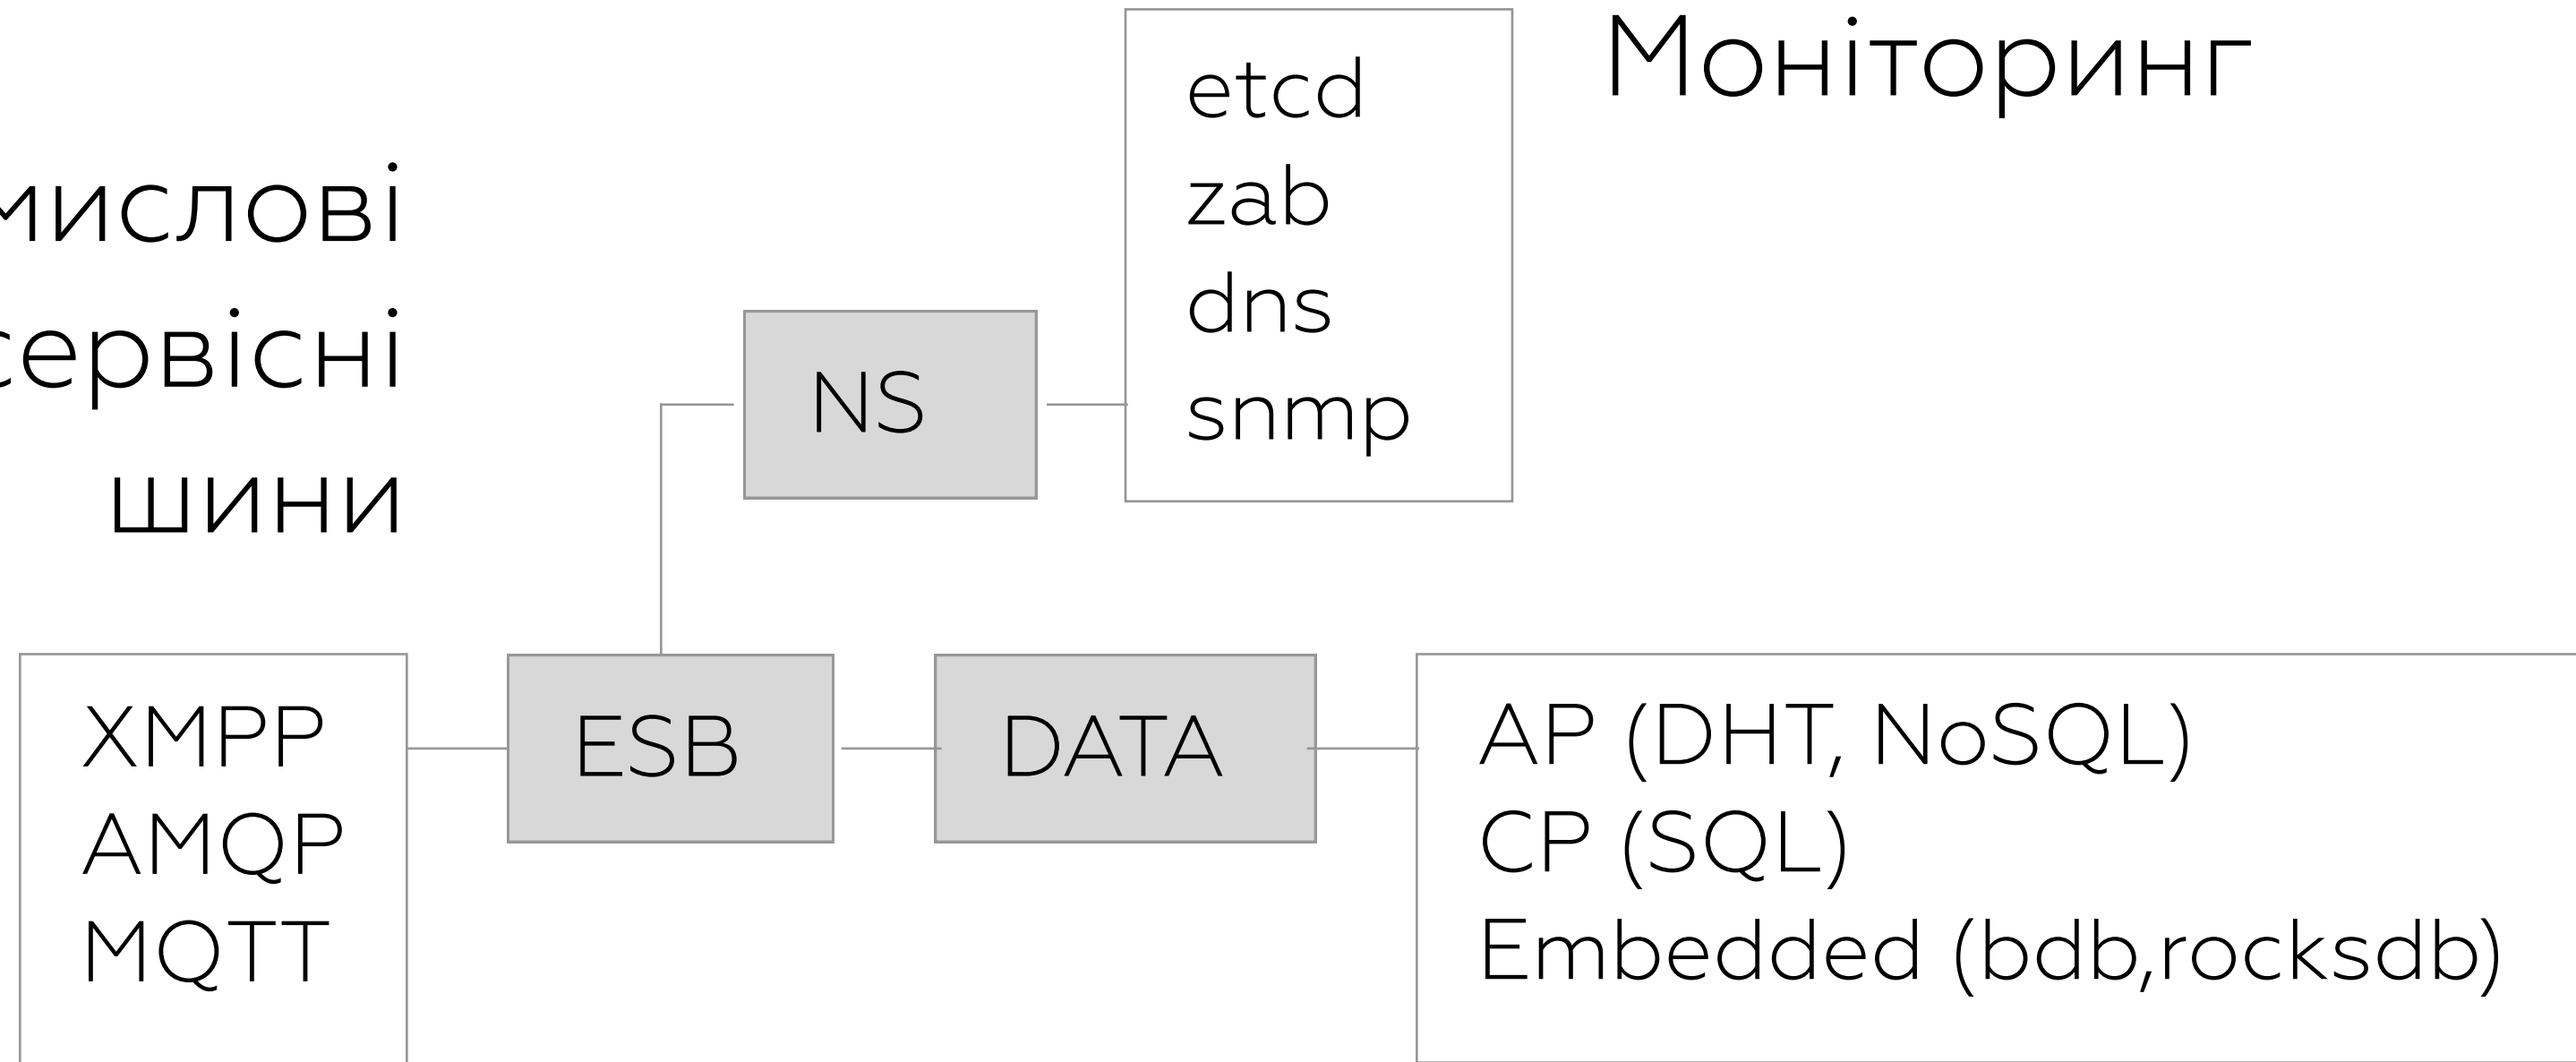 Моніторинг
etcd
zab
dns
snmp
мислові
сервісні
шини
NS
XMPP
AMQP
MQTT
ESB
DATA
AP (DHT, NoSQL)
CP (SQL)
Embedded (bdb,rocksdb)